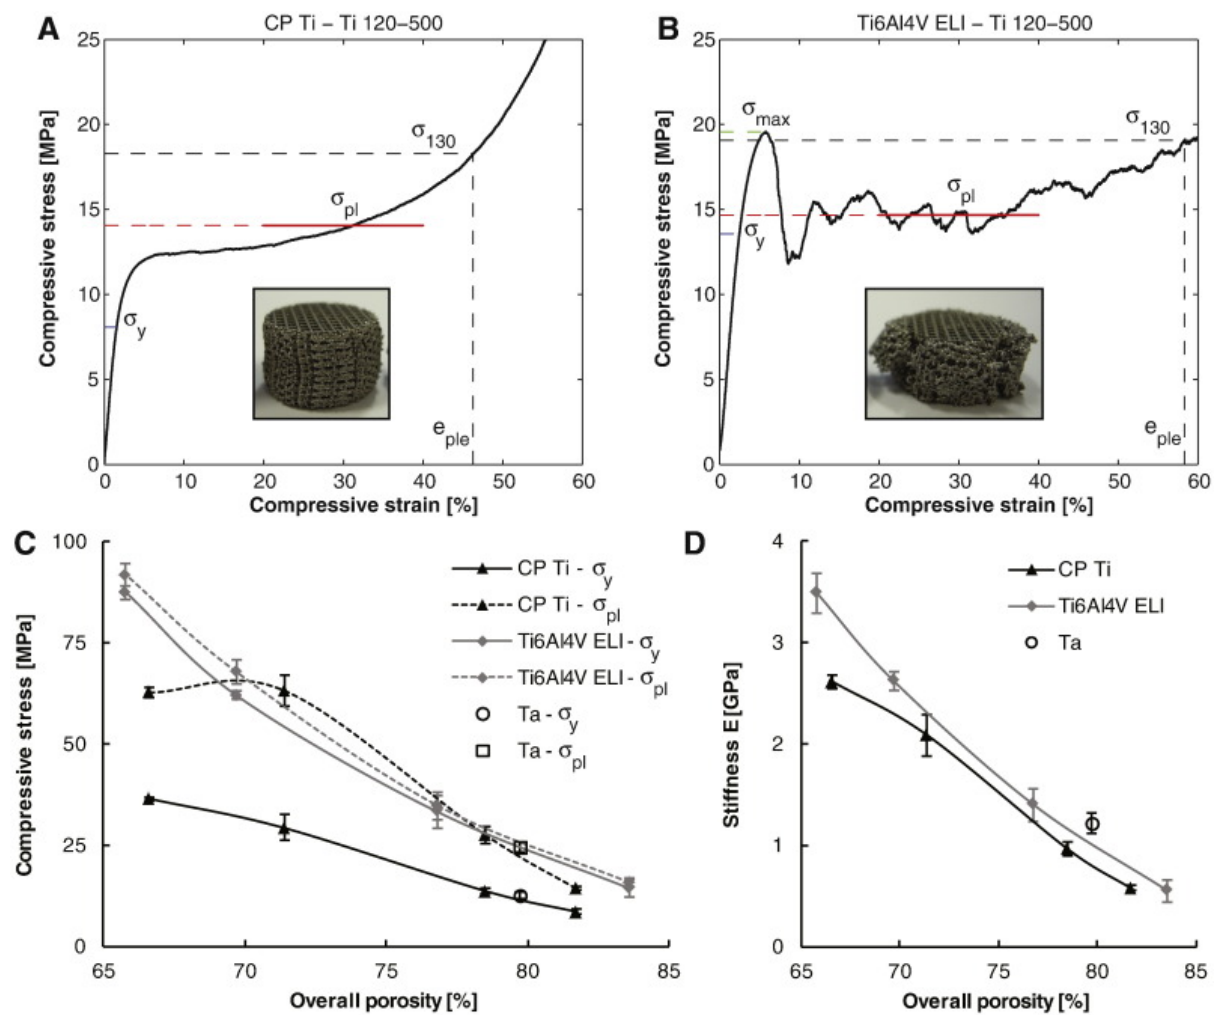 A
CP Ti – Ti 120–500
25
20
15
10
5
0
0 10 20 30 40 50 60
Compressive stress [MPa]
Compressive strain [%]
σ130
σpl
σy
eple
B
Ti6Al4V ELI – Ti 120–500
25
20
15
10
5
0
0 10 20 30 40 50 60
Compressive stress [MPa]
Compressive strain [%]
σmax
σ130
σpl
σy
eple
C
100
75
50
25
0
65 70 75 80 85
Compressive stress [MPa]
Overall porosity [%]
CP Ti - σy
CP Ti - σpl
Ti6Al4V ELI - σy
Ti6Al4V ELI - σpl
Ta - σy
Ta - σpl
D
4
3
2
1
0
65 70 75 80 85
Stiffness E [GPa]
Overall porosity [%]
CP Ti
Ti6Al4V ELI
Ta